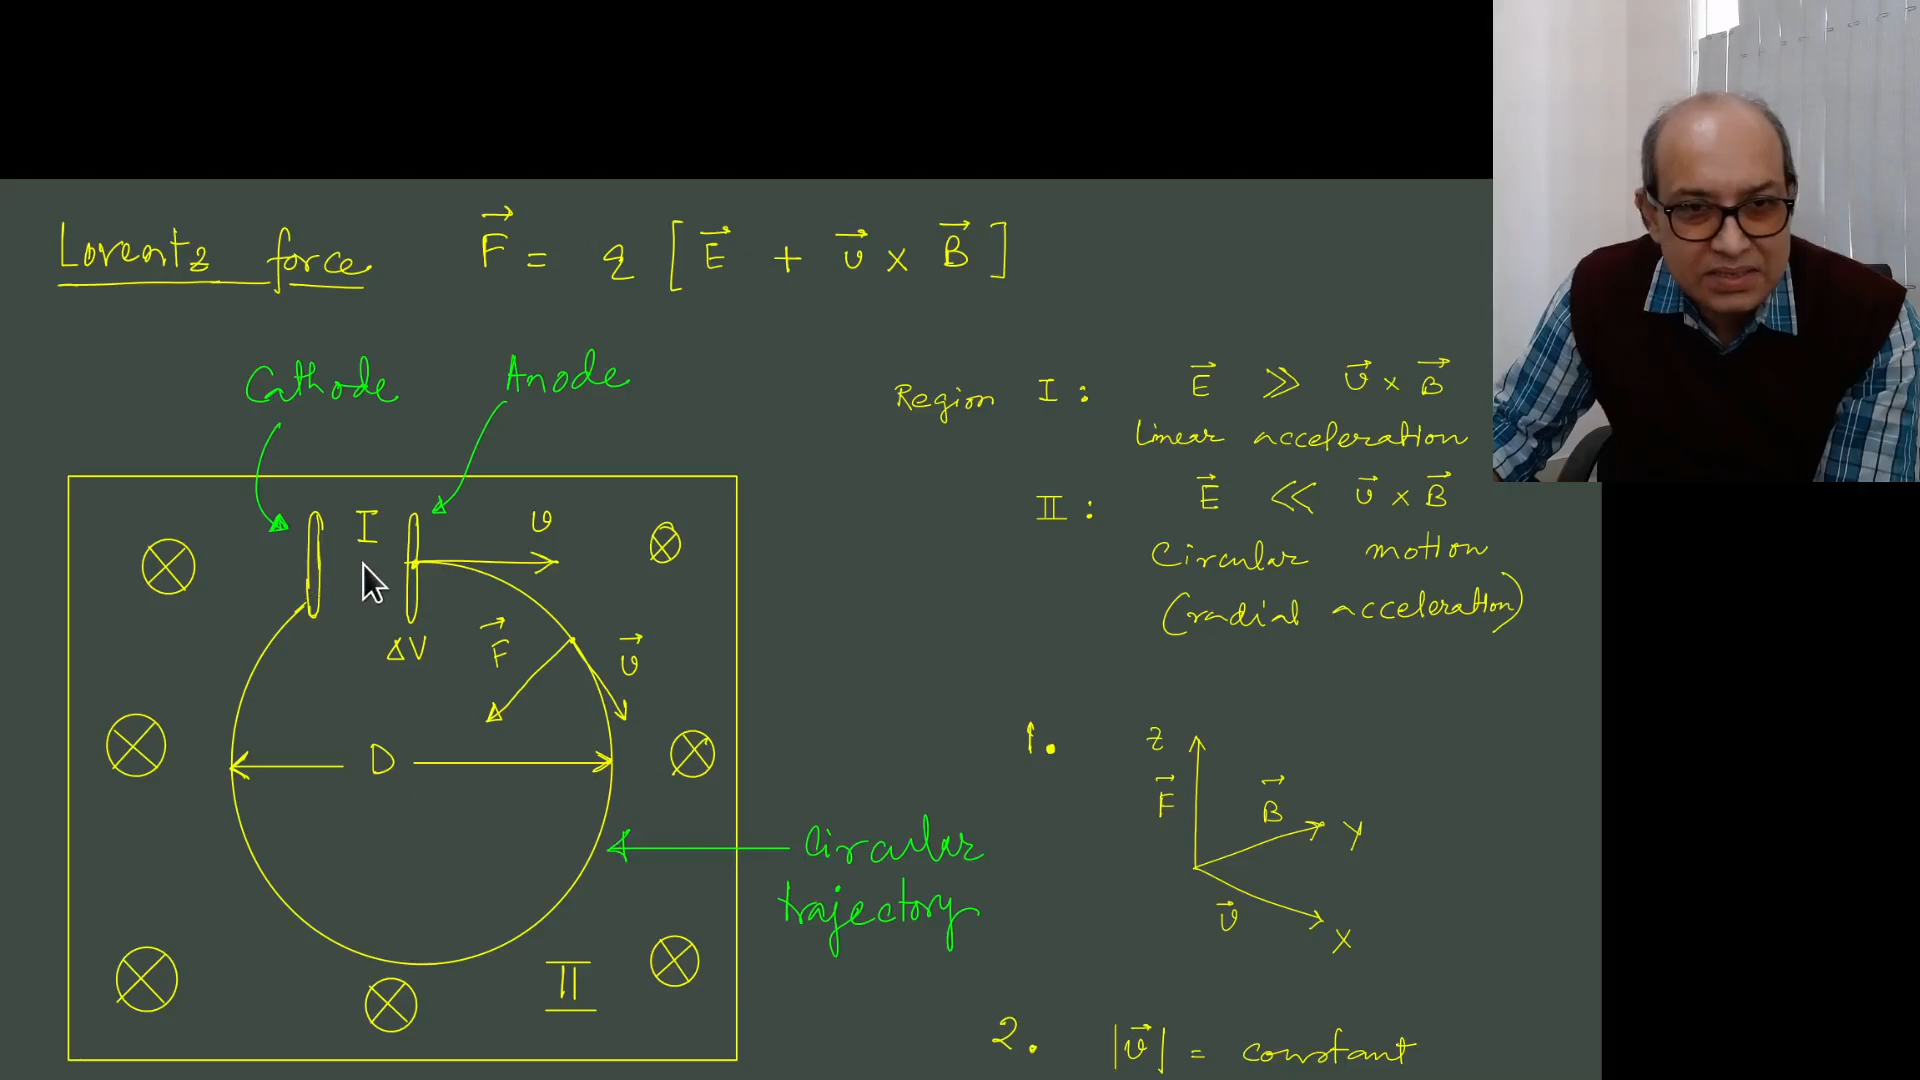 Lorentz force F⃗ = q [ E⃗ + v⃗ × B⃗ ]
Cathode Anode
Region I : E⃗ >> v⃗ × B⃗
Linear acceleration
II : E⃗ << v⃗ × B⃗
Circular motion
(radial acceleration)
I v
ΔV F⃗ v⃗
D
Circular
trajectory
II
1. Z
F⃗ B⃗ Y
v⃗ X
2. |v⃗| = constant